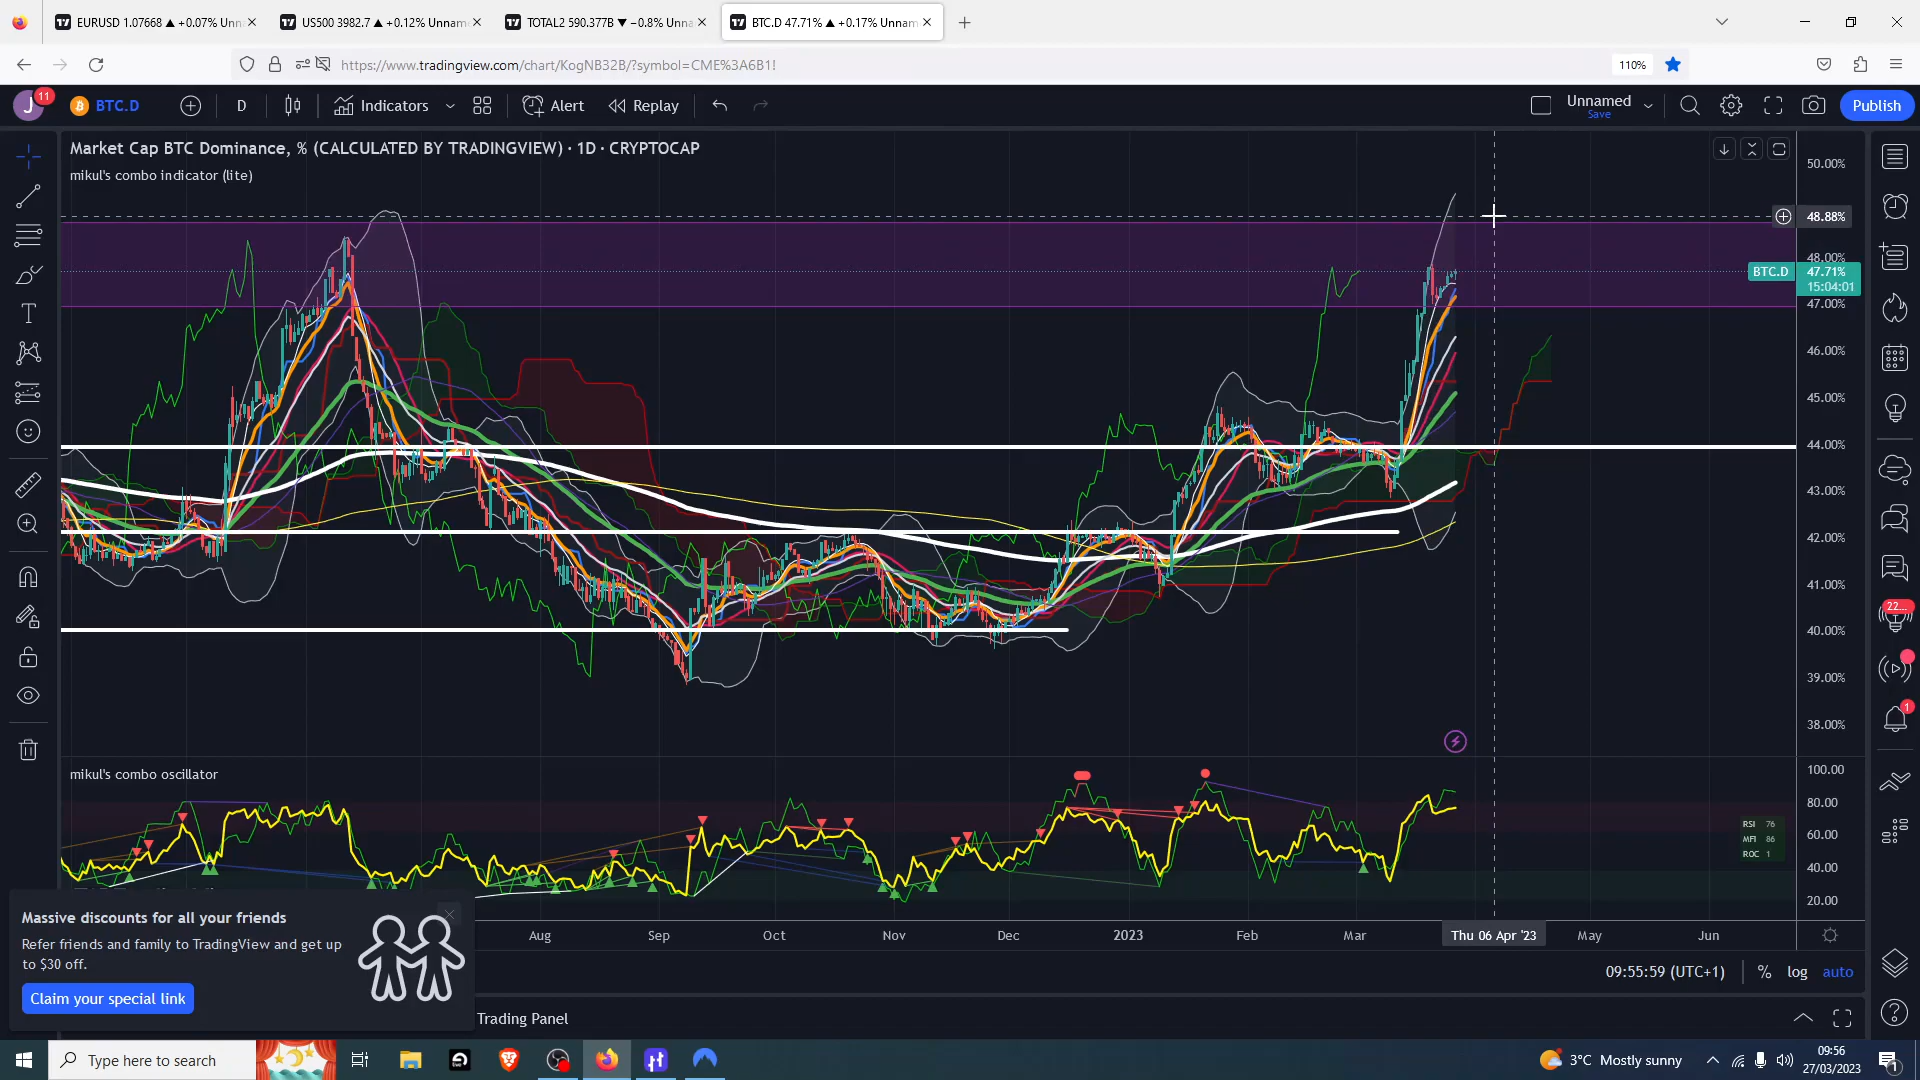 EURUSD 1.07668 ▲ +0.07% Unn
US500 3982.7 ▲ +0.12% Unnam
TOTAL2 590.377B ▼ −0.8% Unna
BTC.D 47.71% ▲ +0.17% Unnam
https://www.tradingview.com/chart/KogNB32B/?symbol=CME%3A6B1!
110%
J
11
BTC.D
D
Indicators
Alert
Replay
Unnamed
Save
Publish
Market Cap BTC Dominance, % (CALCULATED BY TRADINGVIEW) · 1D · CRYPTOCAP
mikul's combo indicator (lite)
50.00%
48.88%
48.00%
BTC.D
47.71%
15:04:01
47.00%
46.00%
45.00%
44.00%
43.00%
42.00%
41.00%
40.00%
39.00%
38.00%
22...
1
mikul's combo oscillator
100.00
80.00
RSI 76
MFI 86
ROC 1
60.00
40.00
20.00
Massive discounts for all your friends
Refer friends and family to TradingView and get up
to $30 off.
Claim your special link
Aug
Sep
Oct
Nov
Dec
2023
Feb
Mar
Thu 06 Apr '23
May
Jun
09:55:59 (UTC+1)
%
log
auto
Trading Panel
Type here to search
3°C Mostly sunny
09:56
27/03/2023
1